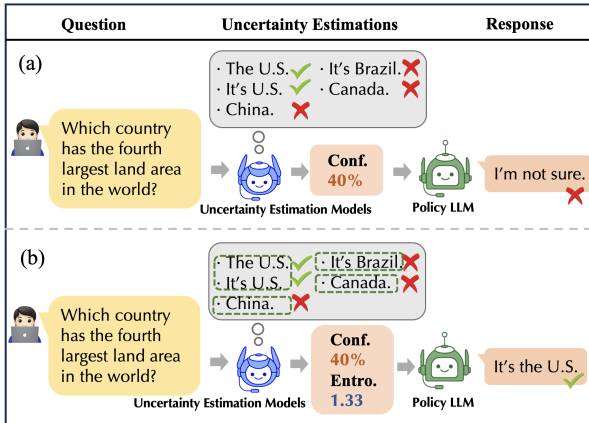 Question Uncertainty Estimations Response
(a)
· The U.S. · It's Brazil.
· It's U.S. · Canada.
· China.
Which country
has the fourth
largest land area
in the world?
Conf.
40%
I'm not sure.
Uncertainty Estimation Models Policy LLM
(b)
· The U.S. · It's Brazil.
· It's U.S. · Canada.
· China.
Which country
has the fourth
largest land area
in the world?
Conf.
40%
Entro.
1.33
It's the U.S.
Uncertainty Estimation Models Policy LLM